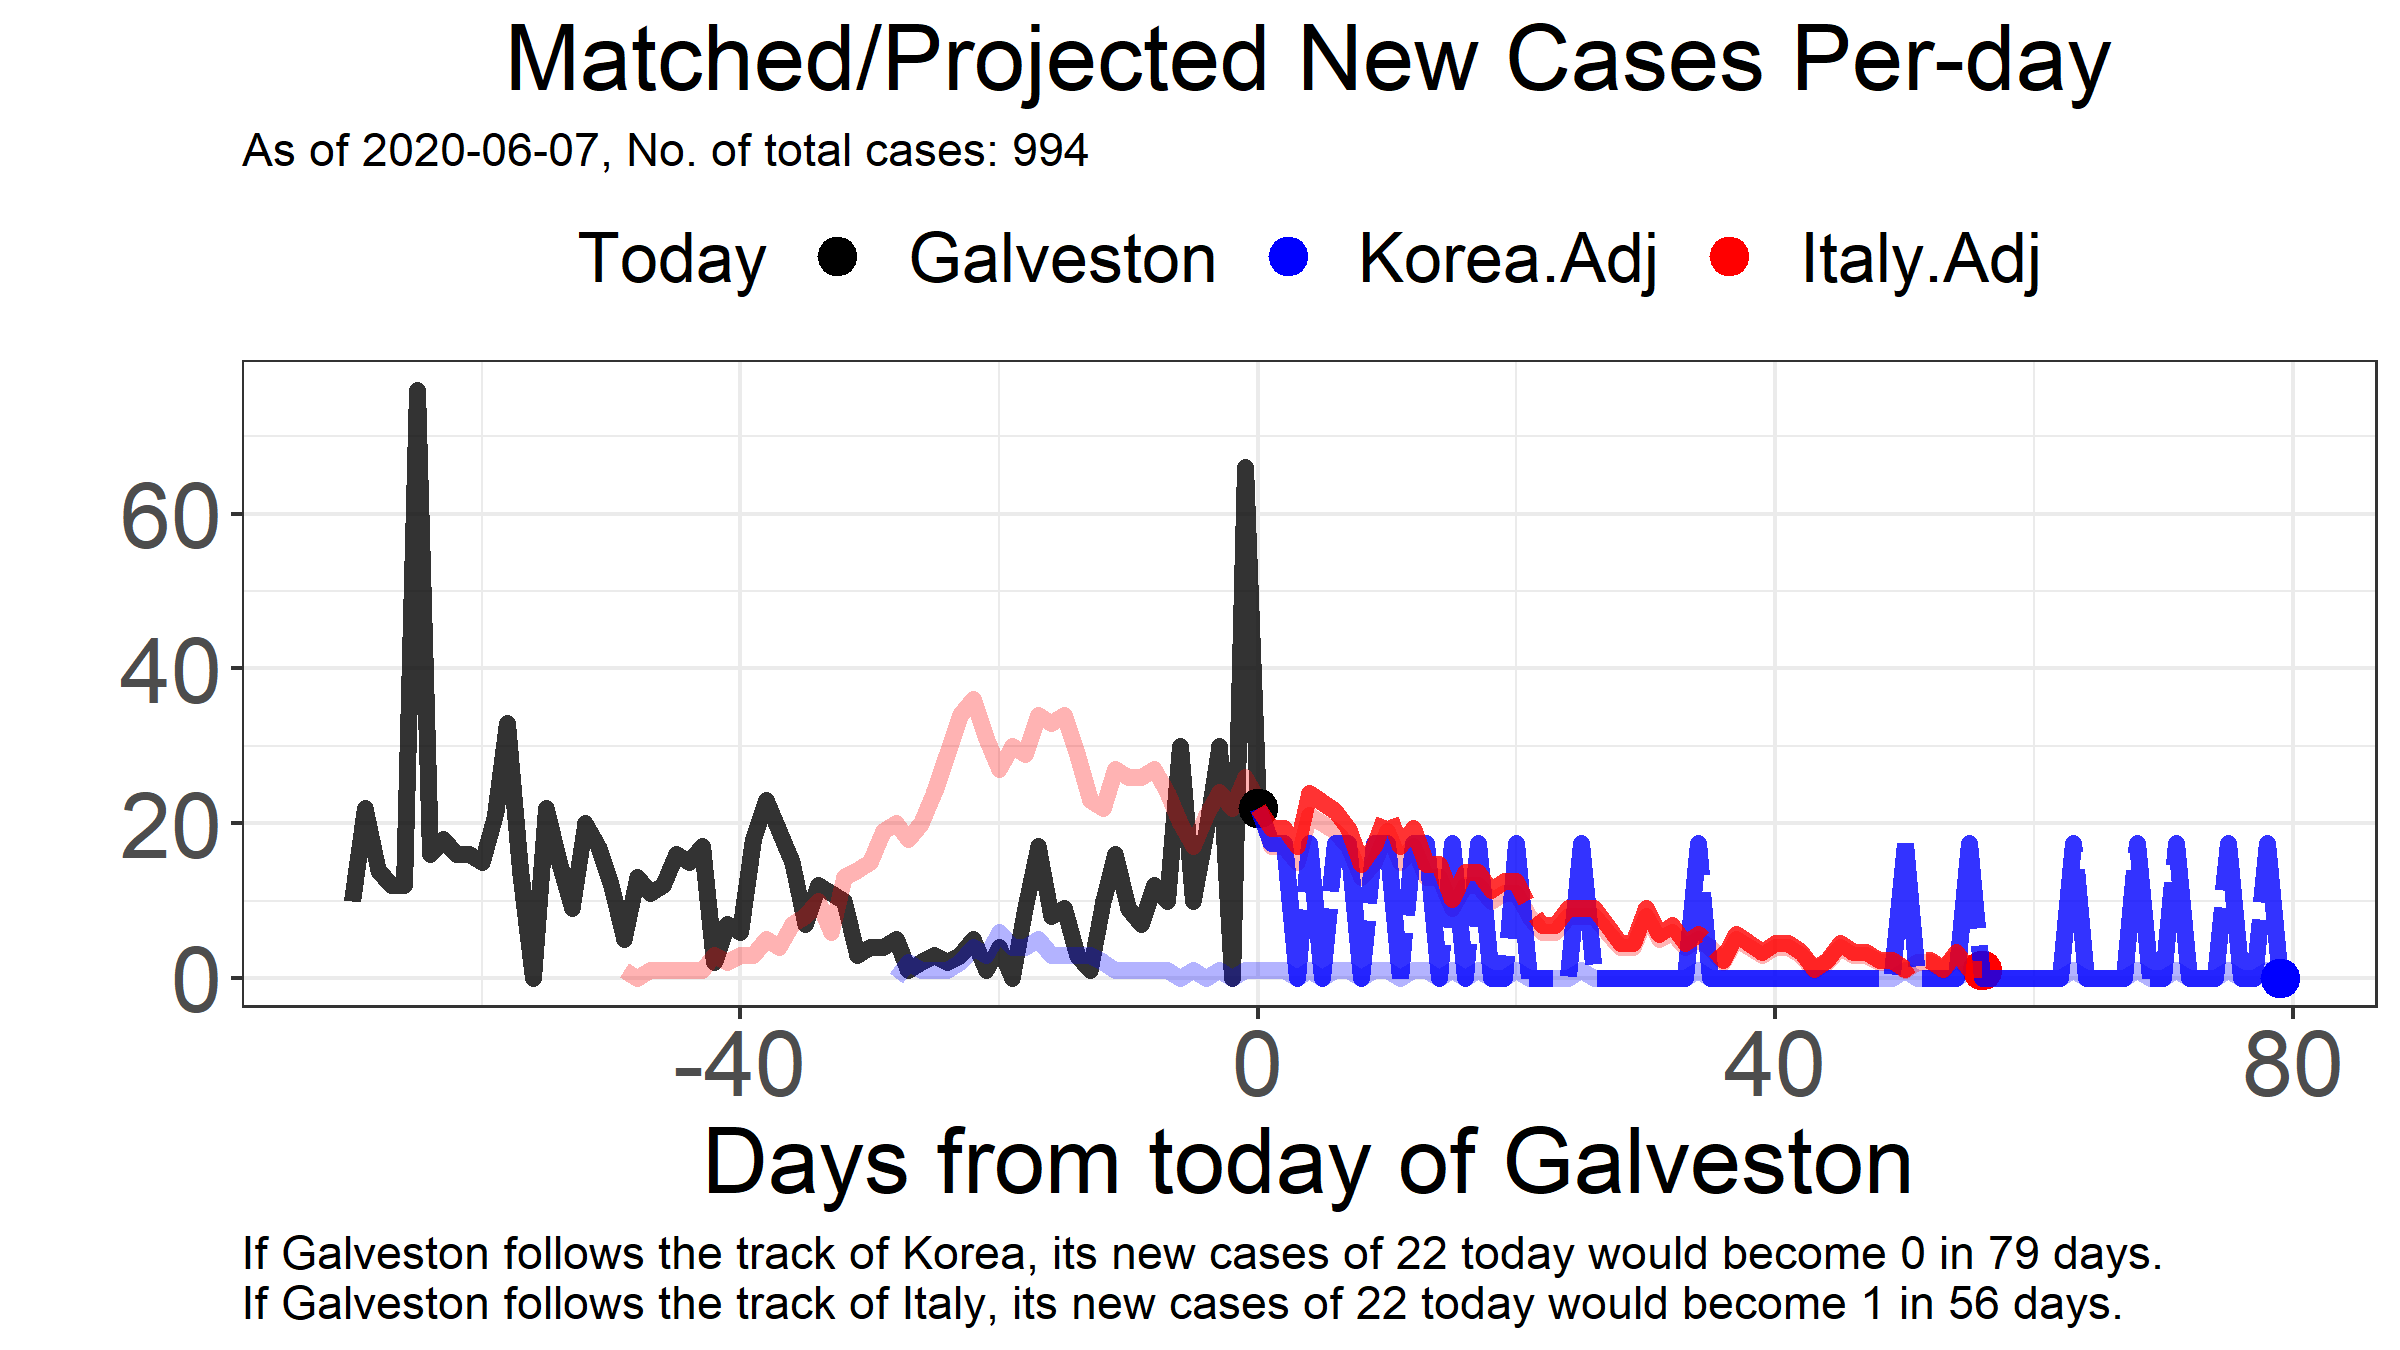 Matched/Projected New Cases Per-day
As of 2020-06-07, No. of total cases: 994
Today Galveston Korea.Adj Italy.Adj
60
40
20
0
-40 0 40 80
Days from today of Galveston
If Galveston follows the track of Korea, its new cases of 22 today would become 0 in 79 days.
If Galveston follows the track of Italy, its new cases of 22 today would become 1 in 56 days.